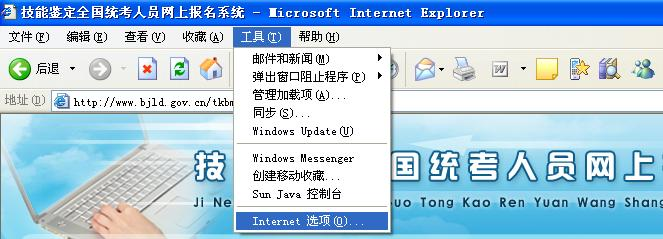 技能鉴定全国统考人员网上报名系统 - Microsoft Internet Explorer
文件(F) 编辑(E) 查看(V) 收藏(A) 工具(T) 帮助(H)
后退
邮件和新闻(M)
弹出窗口阻止程序(P)
管理加载项(A)...
同步(S)...
Windows Update(U)
Windows Messenger
创建移动收藏...
Sun Java 控制台
Internet 选项(O)...
地址(D) http://www.bjld.gov.cn/tkbm
技 国统考人员网上
Ji Ne uo Tong Kao Ren Yuan Wang Shang